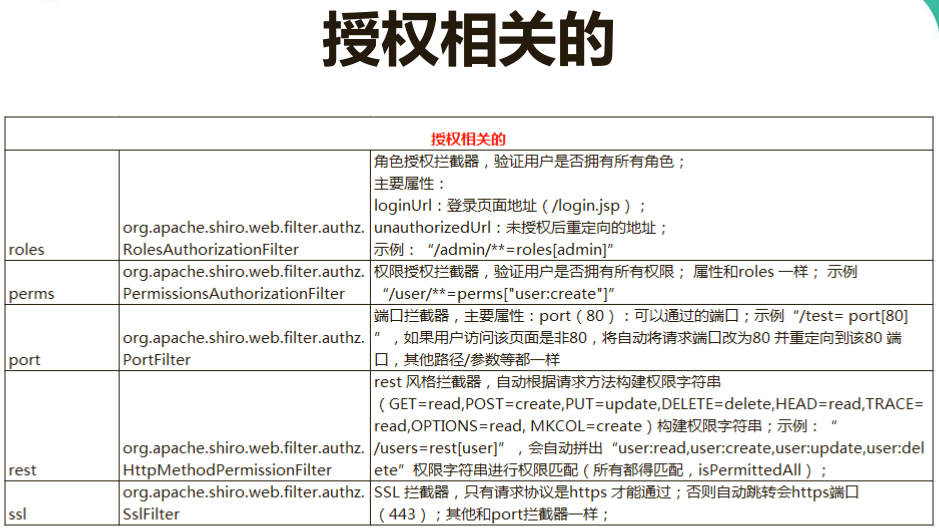 授权相关的
授权相关的
roles
org.apache.shiro.web.filter.authz.
RolesAuthorizationFilter
角色授权拦截器，验证用户是否拥有所有角色；
主要属性：
loginUrl：登录页面地址（/login.jsp）；
unauthorizedUrl：未授权后重定向的地址；
示例：“/admin/**=roles[admin]”
perms
org.apache.shiro.web.filter.authz.
PermissionsAuthorizationFilter
权限授权拦截器，验证用户是否拥有所有权限； 属性和roles 一样； 示例
“/user/**=perms["user:create"]”
port
org.apache.shiro.web.filter.authz.
PortFilter
端口拦截器，主要属性：port（80）：可以通过的端口；示例“/test= port[80]
”，如果用户访问该页面是非80，将自动将请求端口改为80 并重定向到该80 端
口，其他路径/参数等都一样
rest
org.apache.shiro.web.filter.authz.
HttpMethodPermissionFilter
rest 风格拦截器，自动根据请求方法构建权限字符串
（GET=read,POST=create,PUT=update,DELETE=delete,HEAD=read,TRACE=
read,OPTIONS=read, MKCOL=create）构建权限字符串；示例：“
/users=rest[user]”，会自动拼出“user:read,user:create,user:update,user:del
ete”权限字符串进行权限匹配（所有都得匹配，isPermittedAll）；
ssl
org.apache.shiro.web.filter.authz.
SslFilter
SSL 拦截器，只有请求协议是https 才能通过；否则自动跳转会https端口
（443）；其他和port拦截器一样；